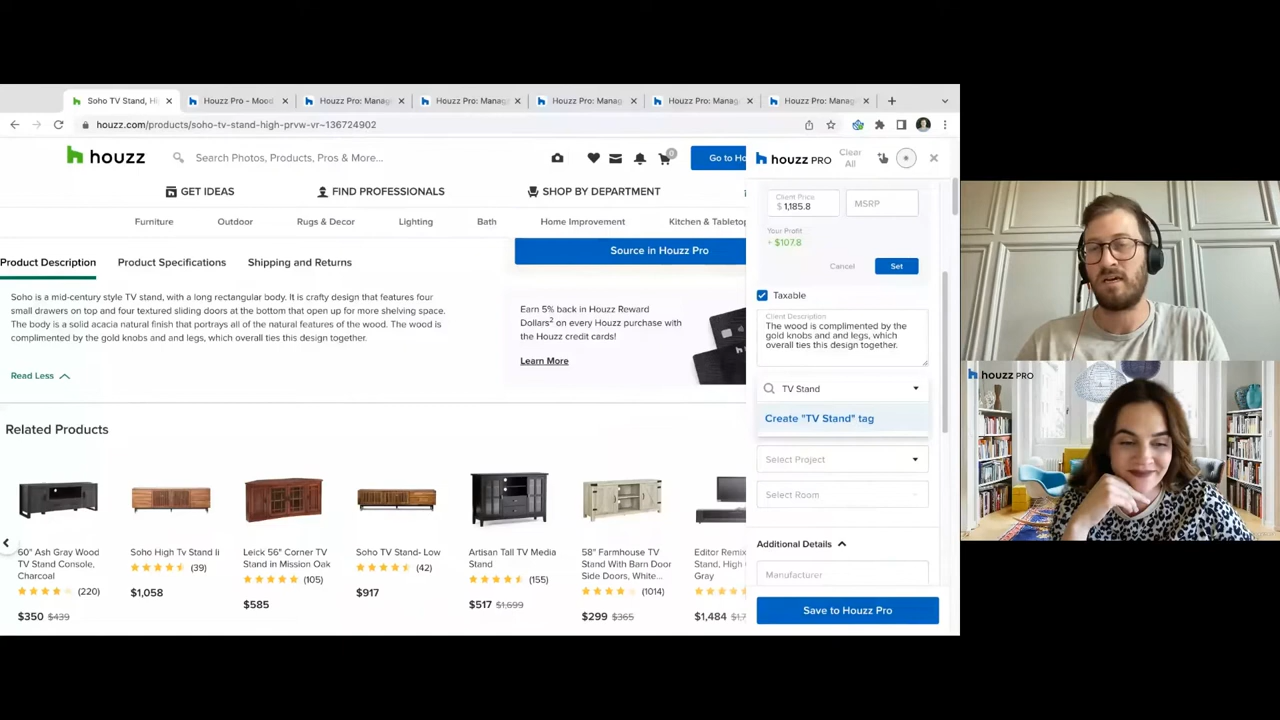 Soho TV Stand, Hi
Houzz Pro - Mood
Houzz Pro: Manag
Houzz Pro: Manag
Houzz Pro: Manag
Houzz Pro: Manag
Houzz Pro: Manag
houzz.com/products/soho-tv-stand-high-prvw-vr~136724902
houzz
Search Photos, Products, Pros & More...
0
Go to Ho
houzz PRO
Clear
All
GET IDEAS
FIND PROFESSIONALS
SHOP BY DEPARTMENT
Furniture
Outdoor
Rugs & Decor
Lighting
Bath
Home Improvement
Kitchen & Tabletop
Client Price
$ 1,185.8
MSRP
Your Profit
+ $107.8
Cancel
Set
Source in Houzz Pro
Product Description
Product Specifications
Shipping and Returns
Soho is a mid-century style TV stand, with a long rectangular body. It is crafty design that features four
small drawers on top and four textured sliding doors at the bottom that open up for more shelving space.
The body is a solid acacia natural finish that portrays all of the natural features of the wood. The wood is
complimented by the gold knobs and and legs, which overall ties this design together.
Read Less
Earn 5% back in Houzz Reward
Dollars² on every Houzz purchase with
the Houzz credit cards!
Learn More
Taxable
Client Description
The wood is complimented by the
gold knobs and and legs, which
overall ties this design together.
TV Stand
Create "TV Stand" tag
Select Project
Select Room
Additional Details
Manufacturer
Save to Houzz Pro
Related Products
60" Ash Gray Wood
TV Stand Console,
Charcoal
(220)
$350 $439
Soho High Tv Stand Ii
(39)
$1,058
Leick 56" Corner TV
Stand in Mission Oak
(105)
$585
Soho TV Stand- Low
(42)
$917
Artisan Tall TV Media
Stand
(155)
$517 $1,699
58" Farmhouse TV
Stand With Barn Door
Side Doors, White...
(1014)
$299 $365
Editor Remix
Stand, High
Gray
$1,484
houzz PRO